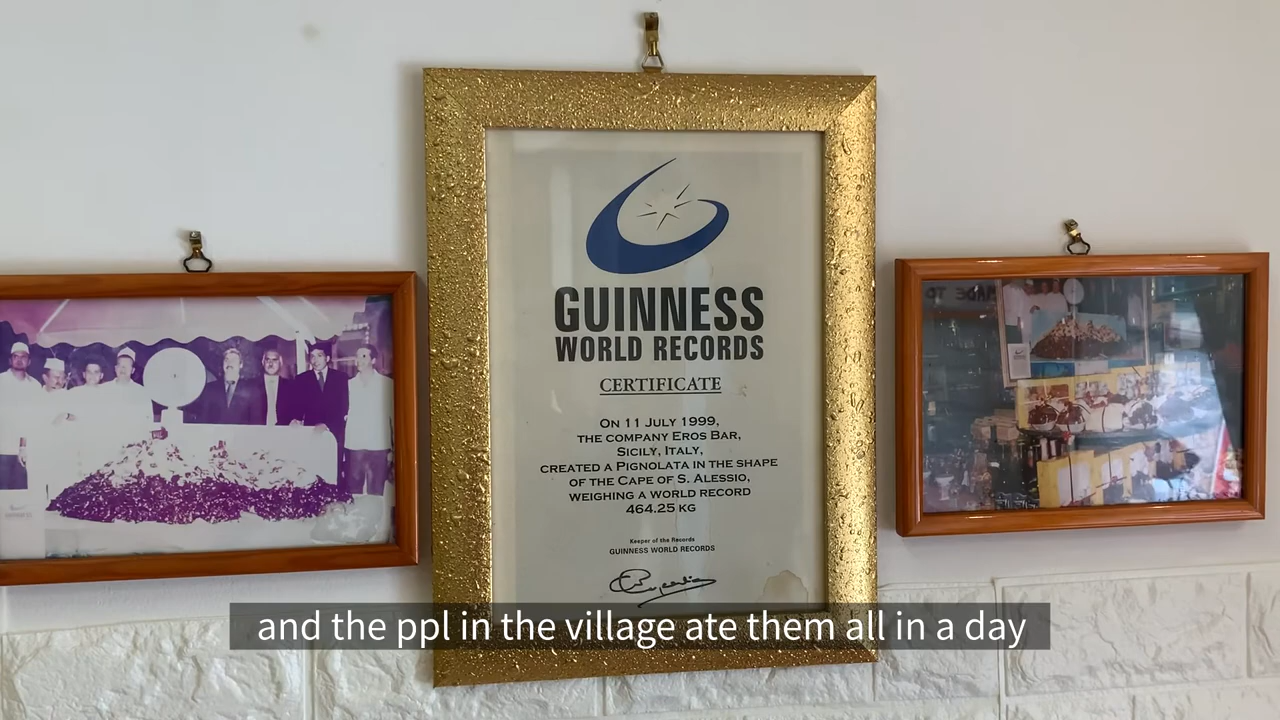 GUINNESS
WORLD RECORDS
CERTIFICATE
ON 11 JULY 1999,
THE COMPANY EROS BAR,
SICILY, ITALY,
CREATED A PIGNOLATA IN THE SHAPE
OF THE CAPE OF S. ALESSIO,
WEIGHING A WORLD RECORD
464.25 KG
Keeper of the Records
GUINNESS WORLD RECORDS
and the ppl in the village ate them all in a day